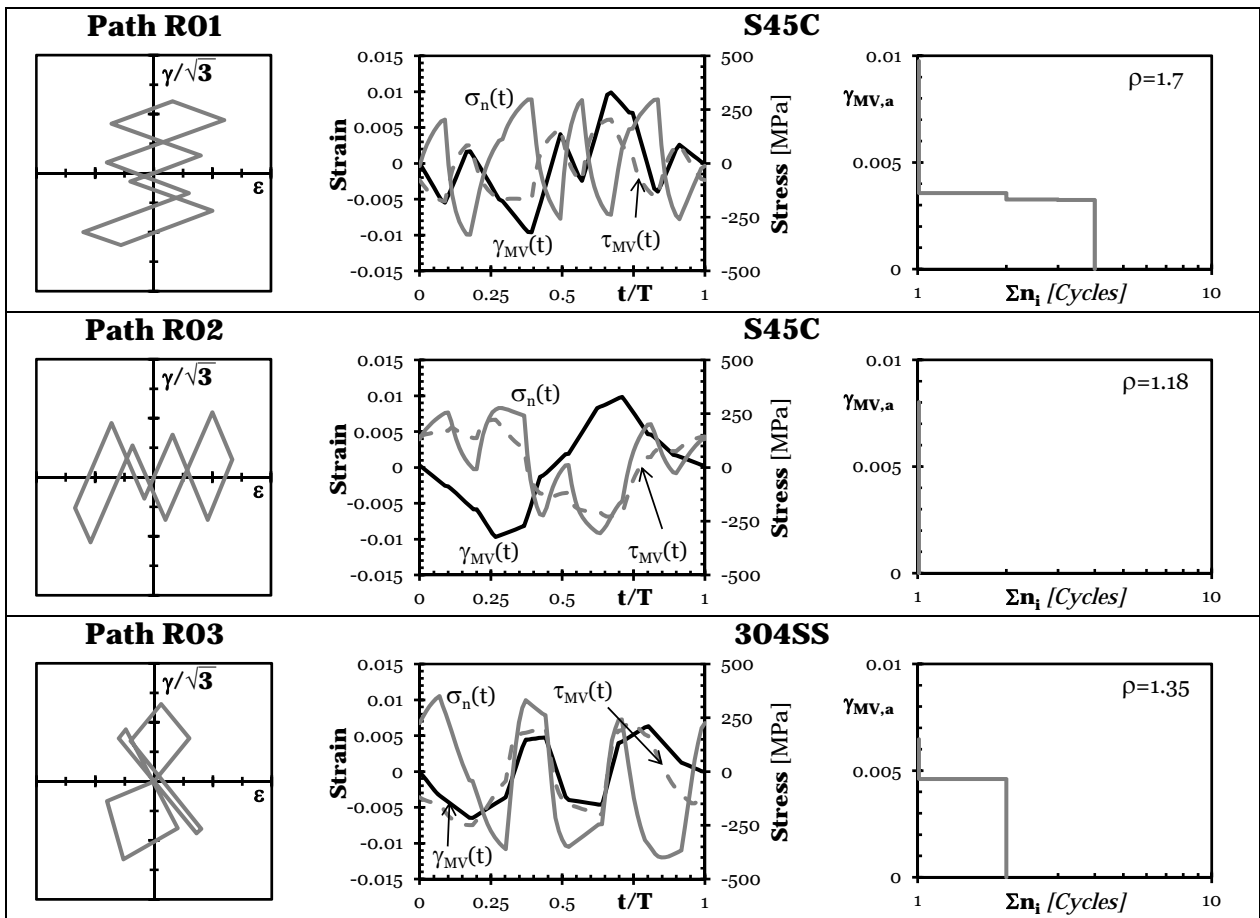 Path R01
S45C
γ/√3
ε
0.015
0.01
0.005
0
-0.005
-0.01
-0.015
Strain
σn(t)
γMV(t)
τMV(t)
500
250
0
-250
-500
Stress [MPa]
0
0.25
0.5
t/T
1
0.01
γMV,a
0.005
0
ρ=1.7
1
Σni [Cycles]
10
Path R02
S45C
γ/√3
ε
0.015
0.01
0.005
0
-0.005
-0.01
-0.015
Strain
σn(t)
γMV(t)
τMV(t)
500
250
0
-250
-500
Stress [MPa]
0
0.25
0.5
t/T
1
0.01
γMV,a
0.005
0
ρ=1.18
1
Σni [Cycles]
10
Path R03
304SS
γ/√3
ε
0.015
0.01
0.005
0
-0.005
-0.01
-0.015
Strain
σn(t)
τMV(t)
γMV(t)
500
250
0
-250
-500
Stress [MPa]
0
0.25
0.5
t/T
1
0.01
γMV,a
0.005
0
ρ=1.35
1
Σni [Cycles]
10